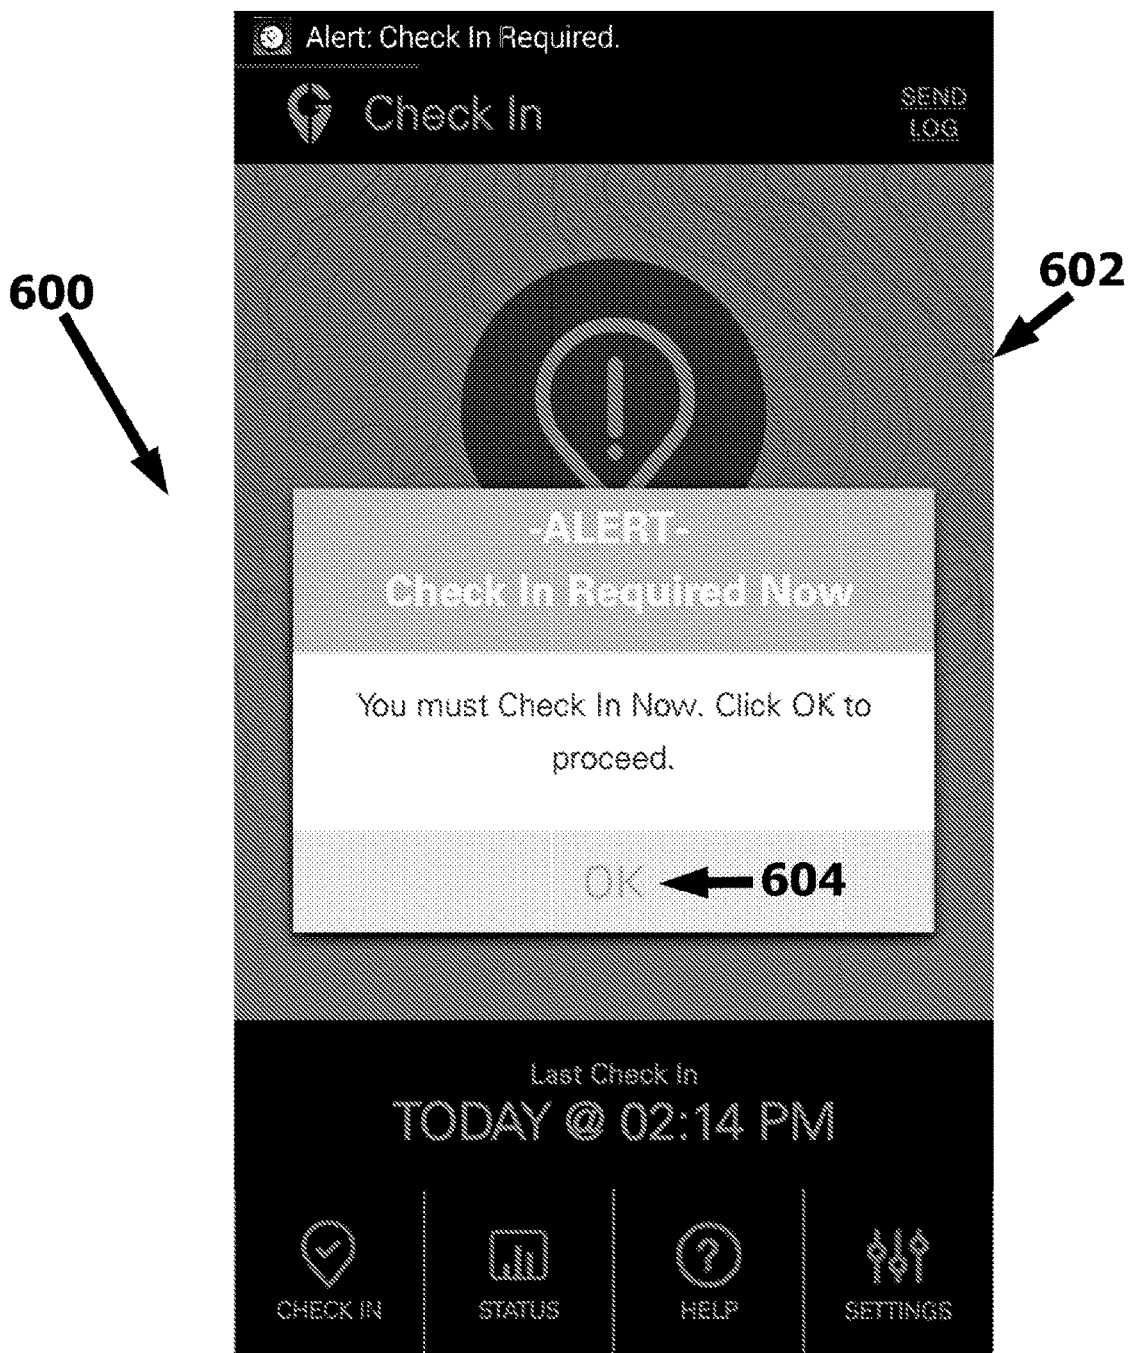 Alert: Check In Required.
Check In
SEND
LOG
600
602
-ALERT-
Check In Required Now
You must Check In Now. Click OK to
proceed.
OK
604
Last Check In
TODAY @ 02:14 PM
CHECK IN
STATUS
HELP
SETTINGS